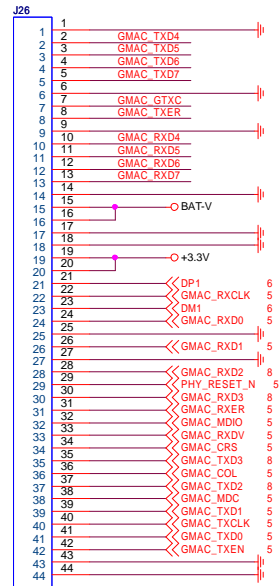 J26
1 1
2 2 GMAC_TXD4
3 3 GMAC_TXD5
4 4 GMAC_TXD6
5 5 GMAC_TXD7
6 6
7 7 GMAC_GTXC
8 8 GMAC_TXER
9 9
10 10 GMAC_RXD4
11 11 GMAC_RXD5
12 12 GMAC_RXD6
13 13 GMAC_RXD7
14 14
15 15 BAT-V
16 16
17 17
18 18
19 19 +3.3V
20 20
21 21 DP1 6
22 22 GMAC_RXCLK 5
23 23 DM1 6
24 24 GMAC_RXD0 5
25 25
26 26 GMAC_RXD1 5
27 27
28 28 GMAC_RXD2 8
29 29 PHY_RESET_N 5
30 30 GMAC_RXD3 8
31 31 GMAC_RXER 5
32 32 GMAC_MDIO 5
33 33 GMAC_RXDV 5
34 34 GMAC_CRS 5
35 35 GMAC_TXD3 8
36 36 GMAC_COL 5
37 37 GMAC_TXD2 8
38 38 GMAC_MDC 5
39 39 GMAC_TXD1 5
40 40 GMAC_TXCLK 5
41 41 GMAC_TXD0 5
42 42 GMAC_TXEN 5
43 43
44 44